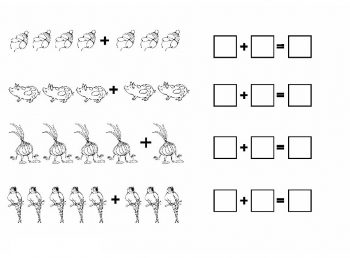 + + =
+ + =
+ + =
+ + =